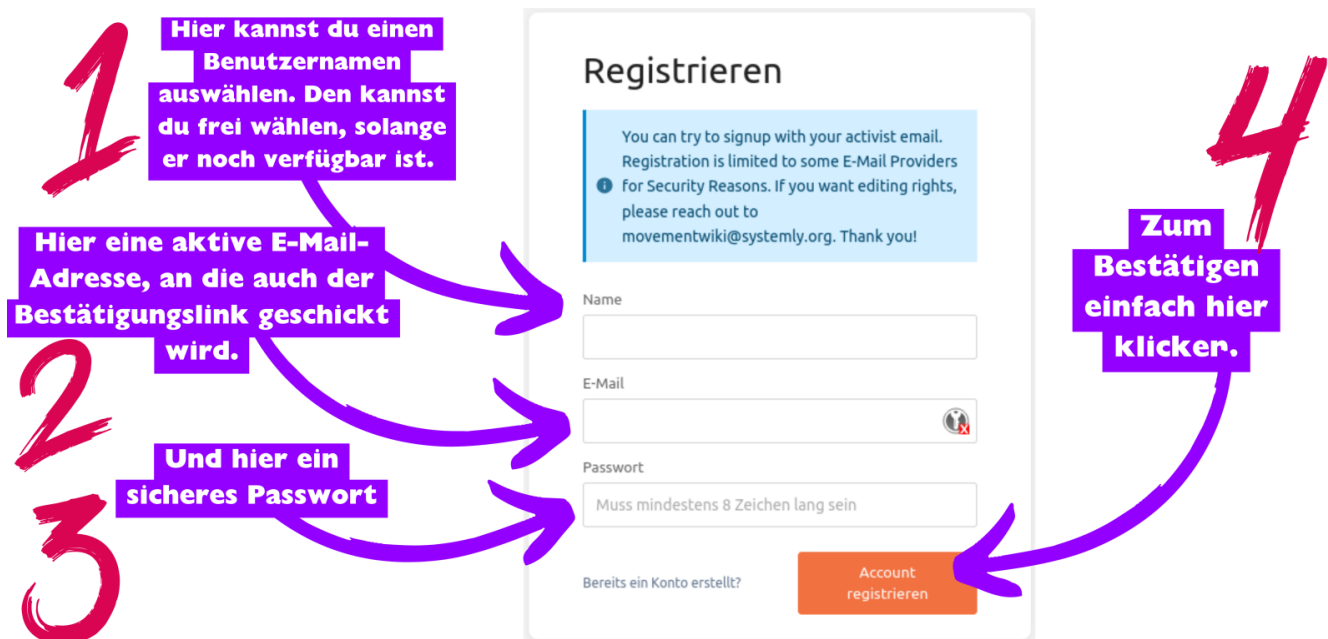 1
Hier kannst du einen
Benutzernamen
auswählen. Den kannst
du frei wählen, solange
er noch verfügbar ist.
2
Hier eine aktive E-Mail-
Adresse, an die auch der
Bestätigungslink geschickt
wird.
3
Und hier ein
sicheres Passwort
Registrieren
You can try to signup with your activist email.
Registration is limited to some E-Mail Providers
for Security Reasons. If you want editing rights,
please reach out to
movementwiki@systemly.org. Thank you!
Name
E-Mail
Passwort
Muss mindestens 8 Zeichen lang sein
Bereits ein Konto erstellt?
Account
registrieren
4
Zum
Bestätigen
einfach hier
klicken.